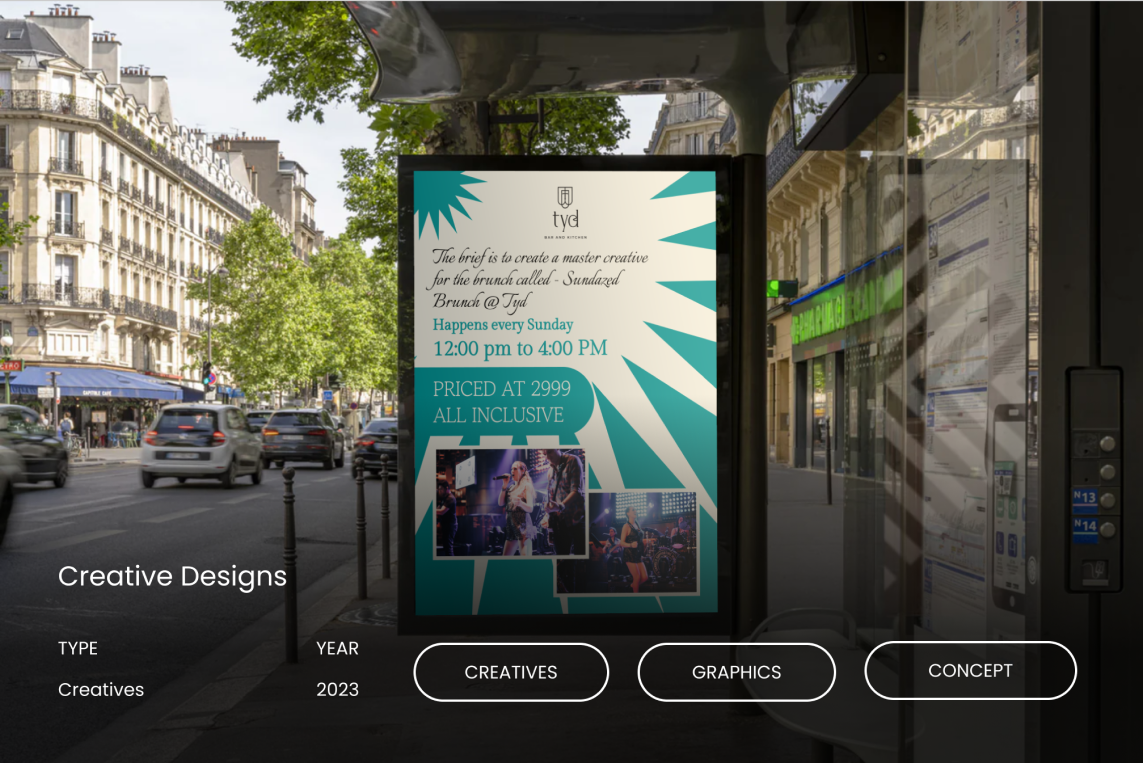 tyd
BAR AND KITCHEN
The brief is to create a master creative
for the brunch called - Sundazed
Brunch @ Tyd
Happens every Sunday
12:00 pm to 4:00 PM
PRICED AT 2999
ALL INCLUSIVE
N13
N14
Creative Designs
TYPE
YEAR
CREATIVES
GRAPHICS
CONCEPT
Creatives
2023